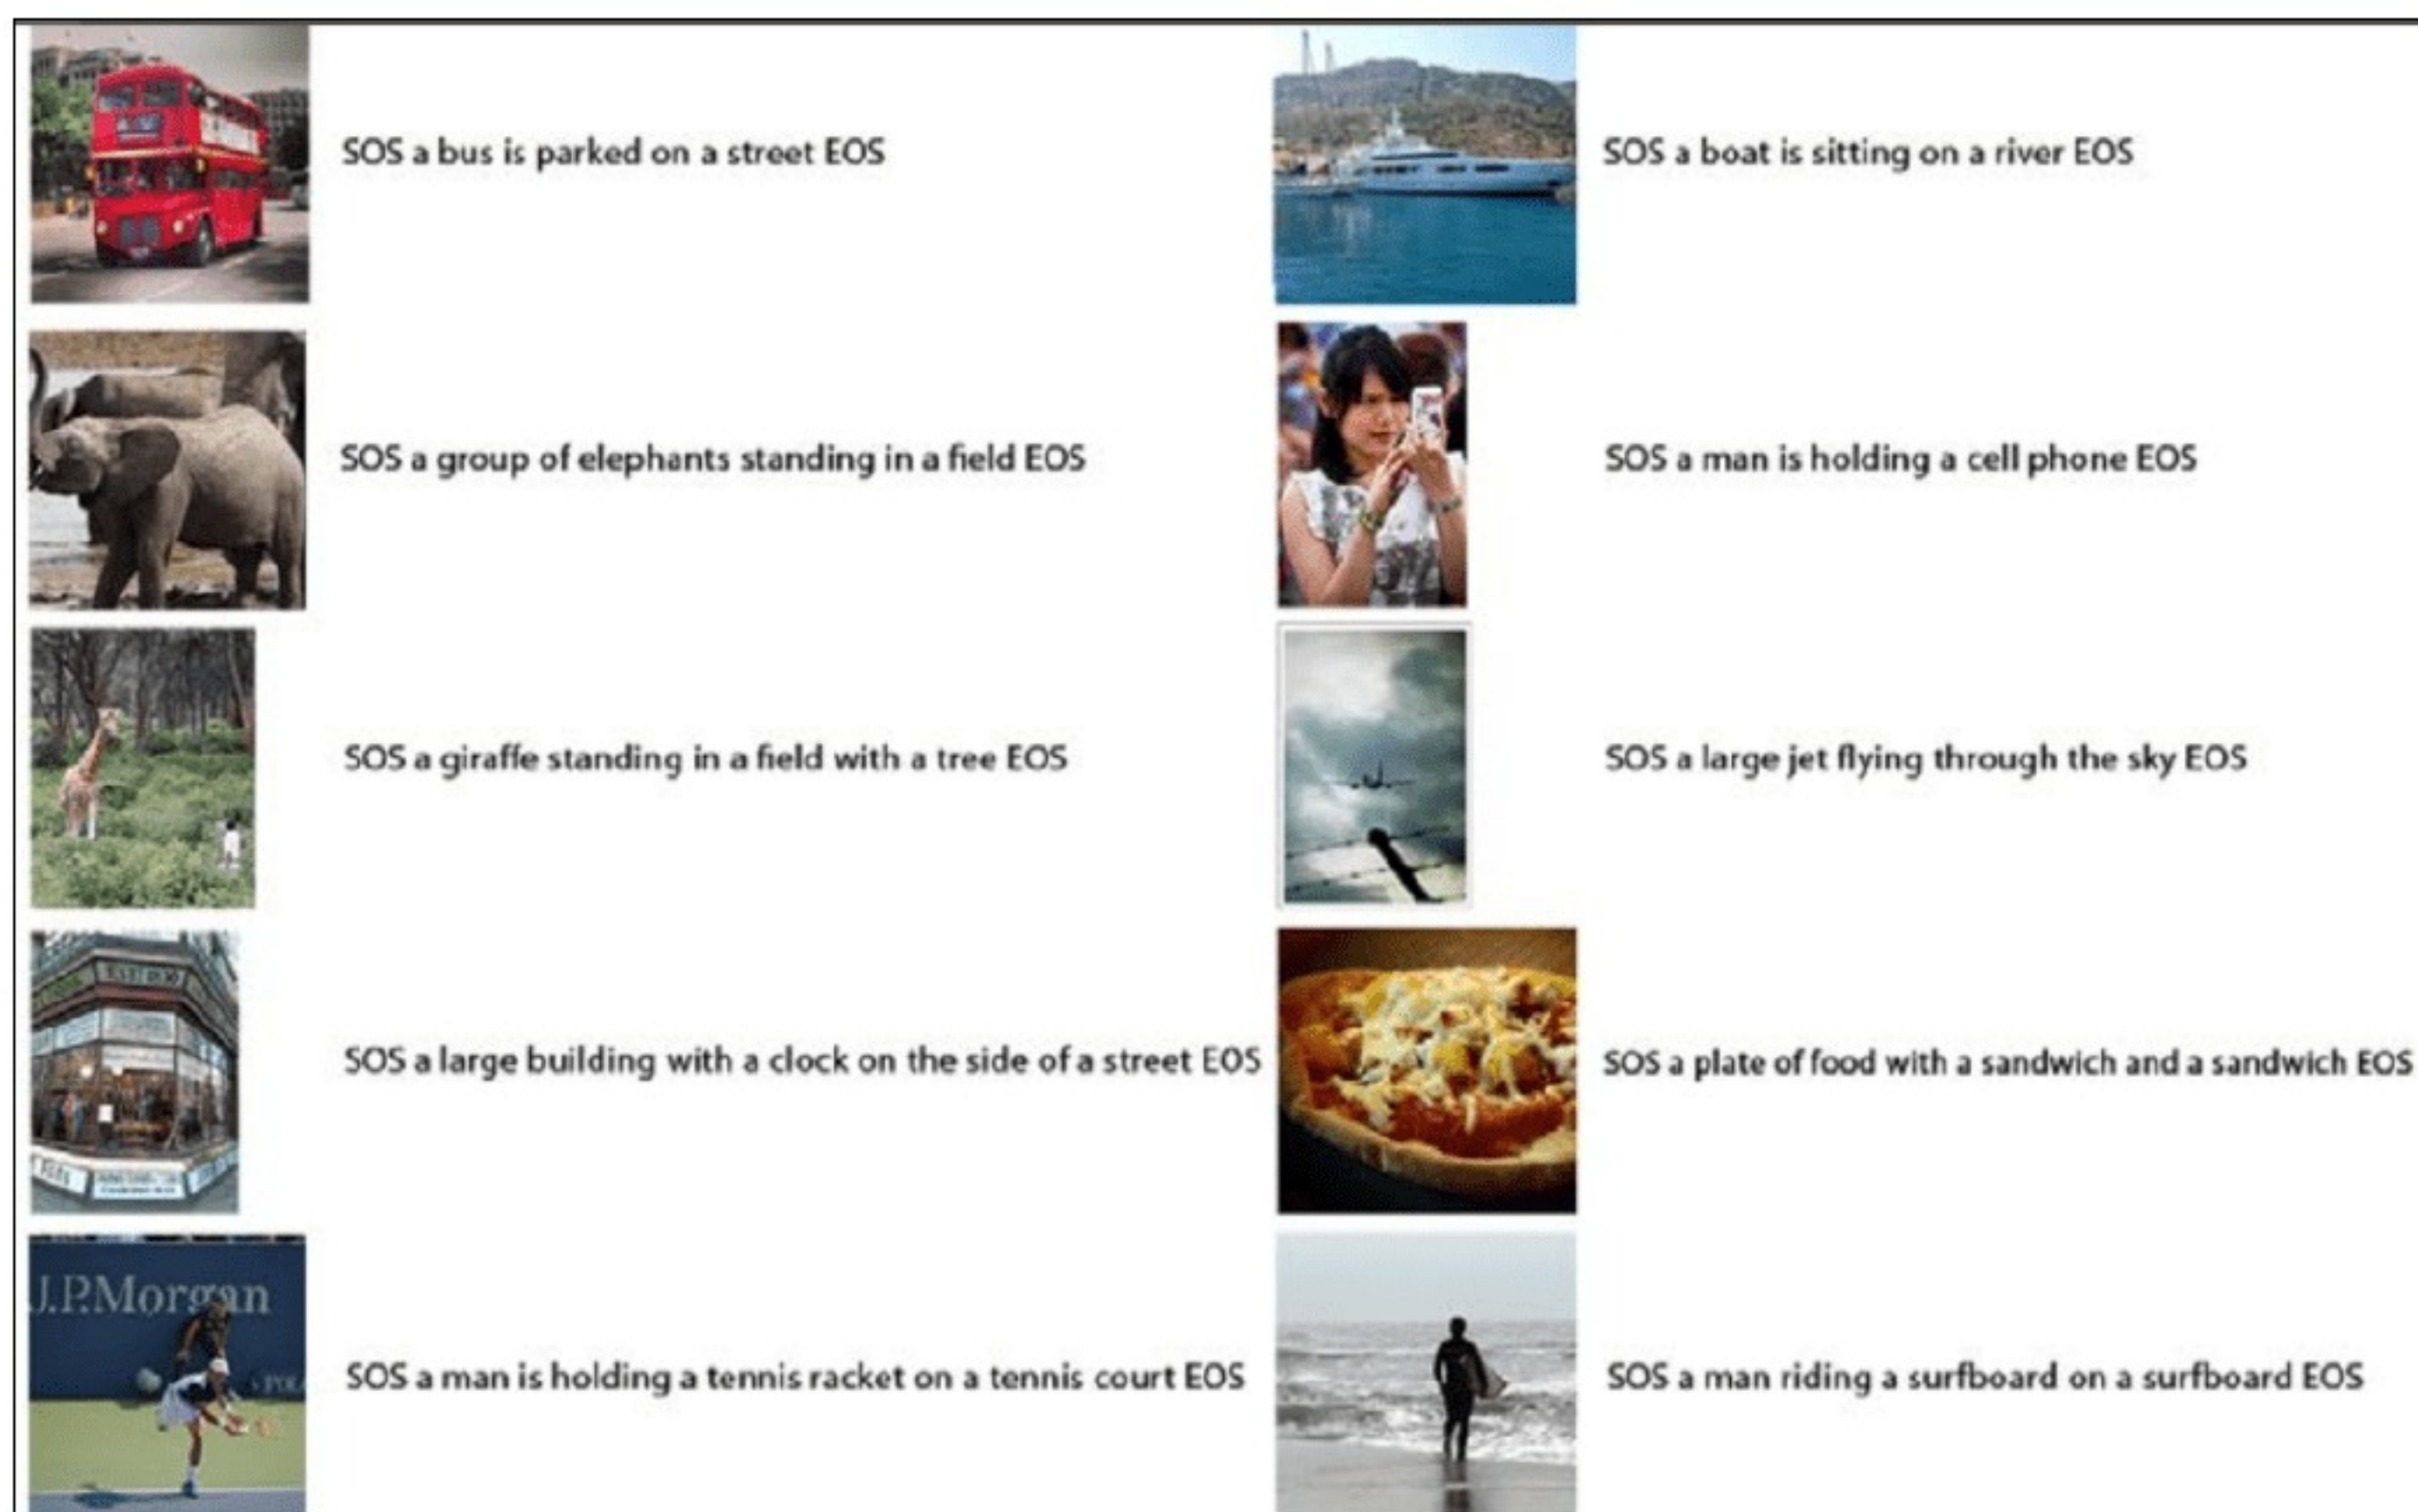 SOS a bus is parked on a street EOS
SOS a boat is sitting on a river EOS
SOS a group of elephants standing in a field EOS
SOS a man is holding a cell phone EOS
SOS a giraffe standing in a field with a tree EOS
SOS a large jet flying through the sky EOS
SOS a large building with a clock on the side of a street EOS
SOS a plate of food with a sandwich and a sandwich EOS
J.P.Morgan
SOS a man is holding a tennis racket on a tennis court EOS
SOS a man riding a surfboard on a surfboard EOS